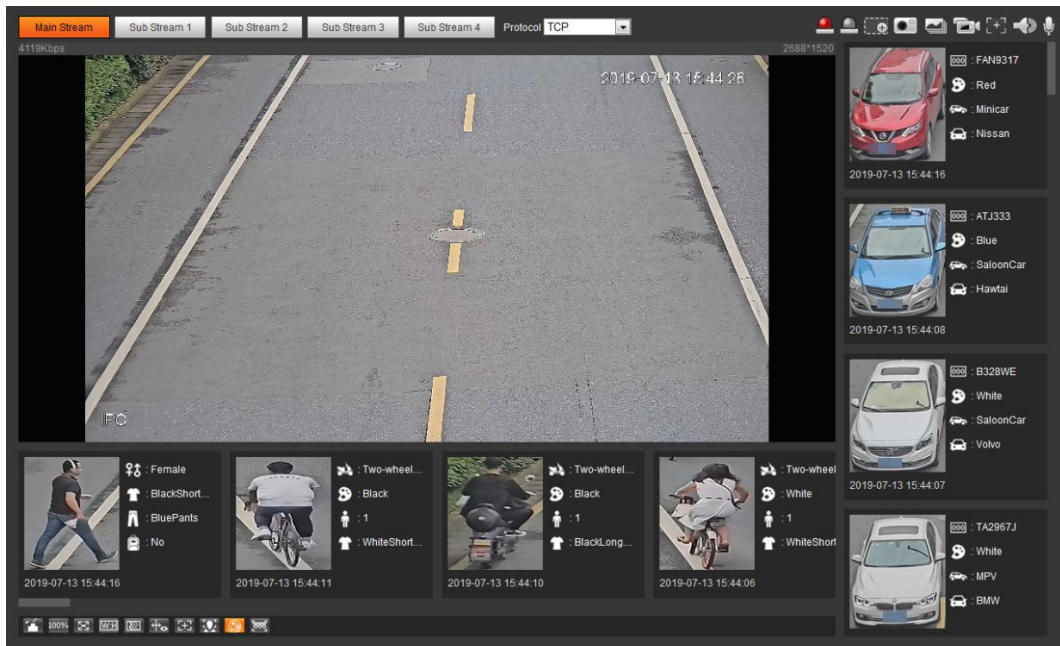 Main Stream
Sub Stream 1
Sub Stream 2
Sub Stream 3
Sub Stream 4
Protocol TCP
4119Kbps
2688*1520
2019-07-13 15:44:26
IPC
: FAN9317
: Red
: Minicar
: Nissan
2019-07-13 15:44:16
: ATJ333
: Blue
: SaloonCar
: Hawtai
2019-07-13 15:44:08
: B328WE
: White
: SaloonCar
: Volvo
2019-07-13 15:44:07
: TA2967J
: White
: MPV
: BMW
: Female
: BlackShort...
: BluePants
: No
2019-07-13 15:44:16
: Two-wheel...
: Black
: 1
: WhiteShort...
2019-07-13 15:44:11
: Two-wheel...
: Black
: 1
: BlackLong...
2019-07-13 15:44:10
: Two-wheel
: White
: 1
: WhiteShort
2019-07-13 15:44:06
100%
W:H